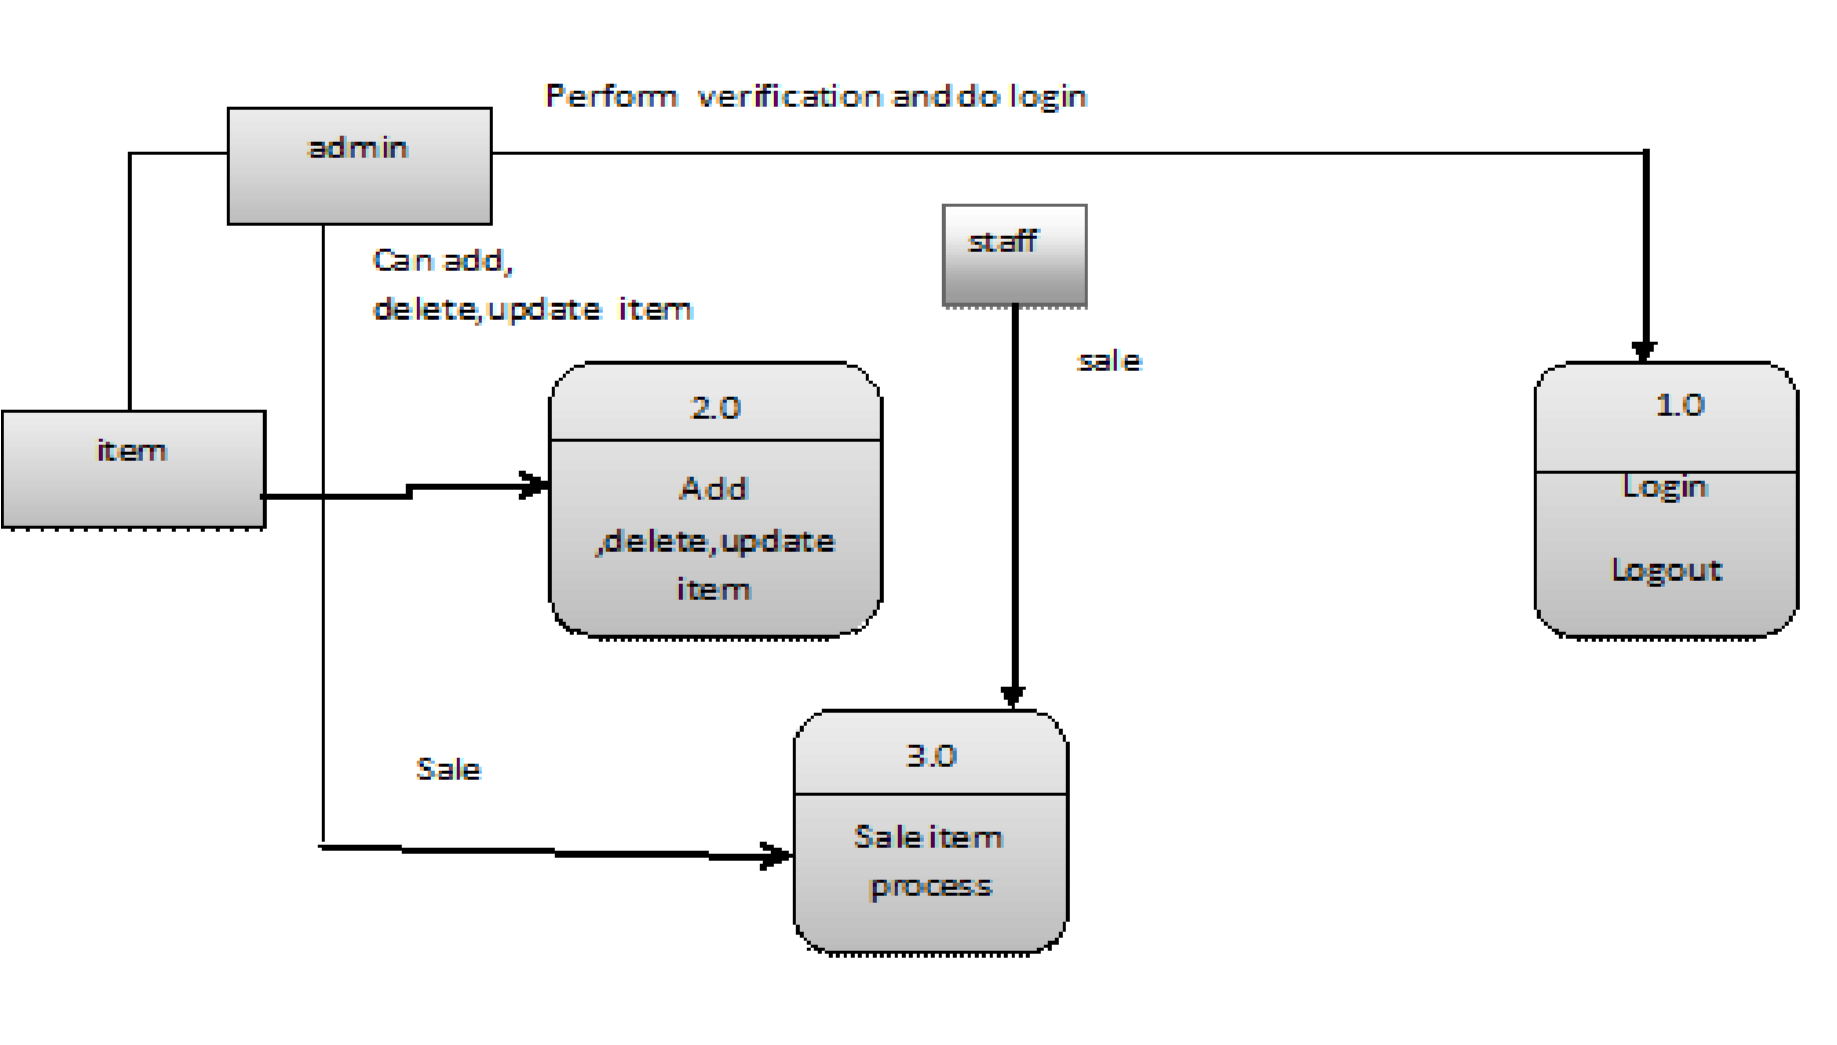 Perform verification and do login
admin
staff
Can add,
delete,update item
sale
item
2.0
Add
,delete,update
item
1.0
Login
Logout
Sale
3.0
Sale item
process